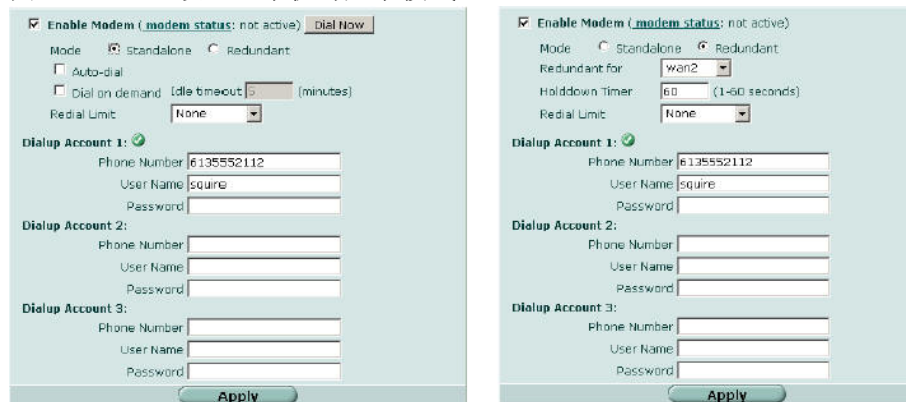 Enable Modem ( modem status: not active) Dial Now
Mode Standalone Redundant
Auto-dial
Dial on demand Idle timeout 5 (minutes)
Redial Limit None
Dialup Account 1:
Phone Number 6135552112
User Name squire
Password
Dialup Account 2:
Phone Number
User Name
Password
Dialup Account 3:
Phone Number
User Name
Password
Apply
Enable Modem ( modem status: not active)
Mode Standalone Redundant
Redundant for wan2
Holddown Timer 60 (1-60 seconds)
Redial Limit None
Dialup Account 1:
Phone Number 6135552112
User Name squire
Password
Dialup Account 2:
Phone Number
User Name
Password
Dialup Account 3:
Phone Number
User Name
Password
Apply